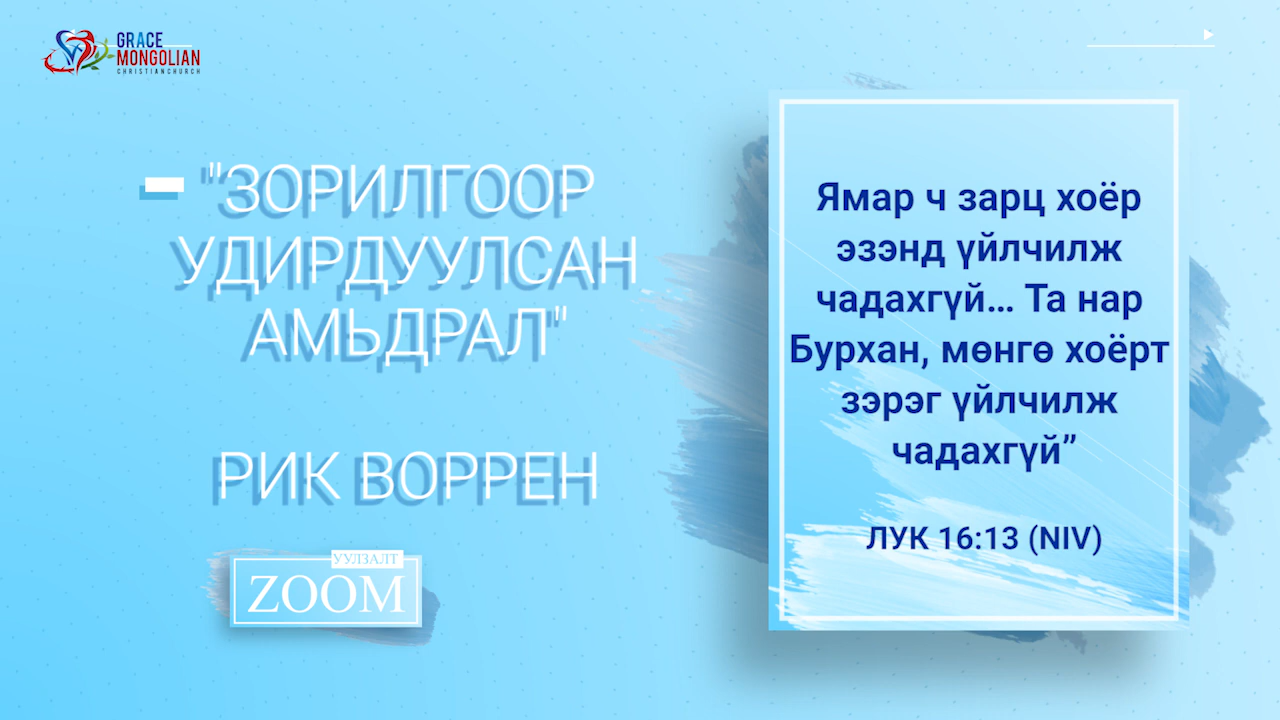 GRACE
MONGOLIAN
CHRISTIANCHURCH
"ЗОРИЛГООР
УДИРДУУЛСАН
АМЬДРАЛ"
РИК ВОРРЕН
УУЛЗАЛТ
ZOOM
Ямар ч зарц хоёр
эзэнд үйлчилж
чадахгүй... Та нар
Бурхан, мөнгө хоёрт
зэрэг үйлчилж
чадахгүй”
ЛУК 16:13 (NIV)